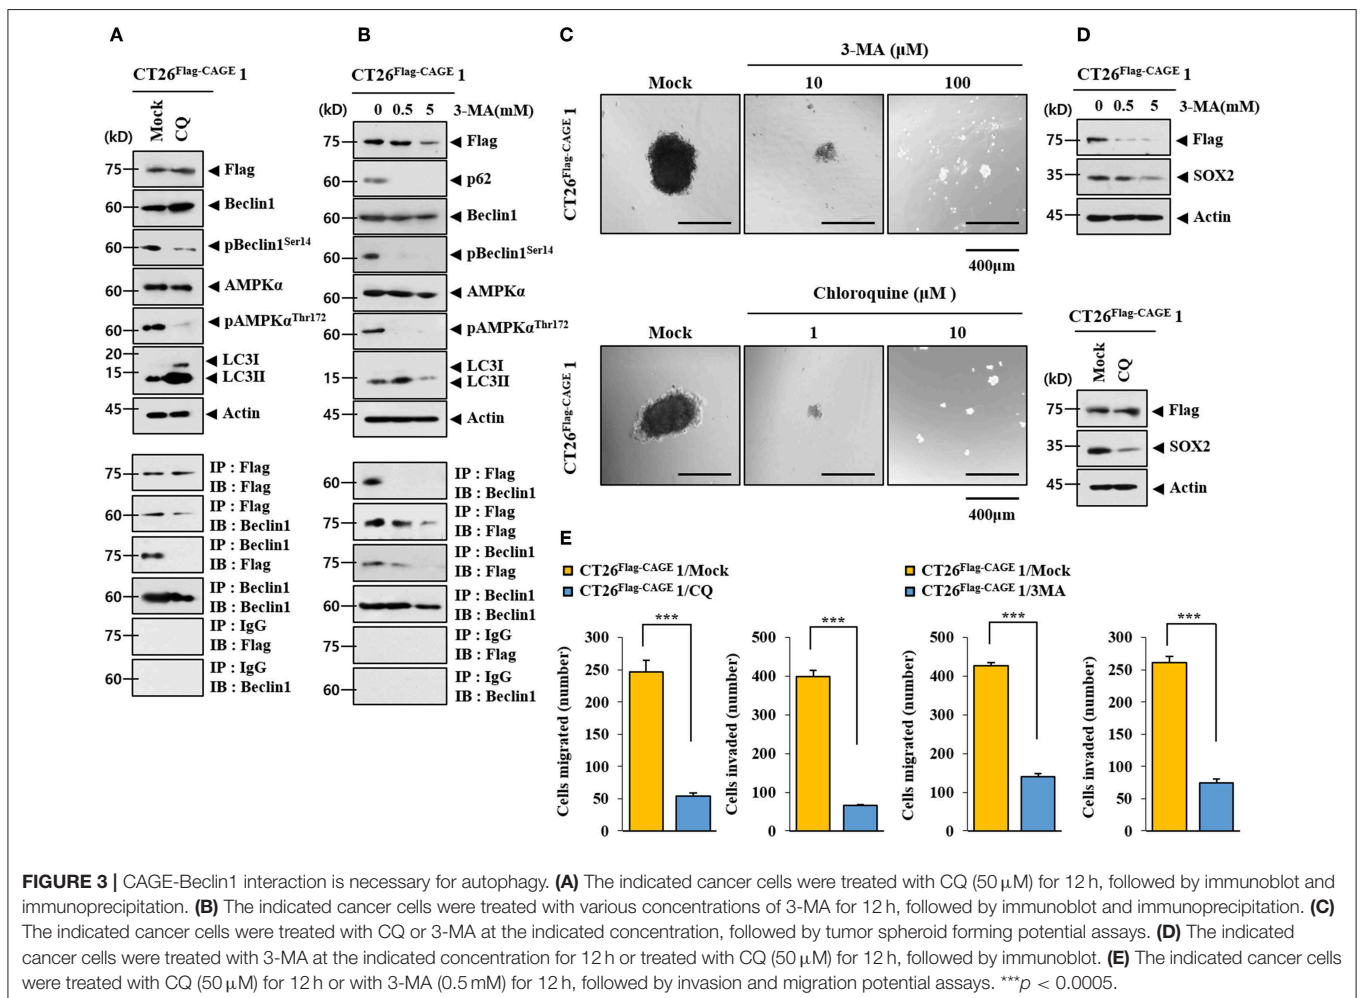 A
CT26Flag-CAGE 1
(kD)
Mock
CQ
75
Flag
60
Beclin1
60
pBeclin1Ser14
60
AMPKα
60
pAMPKαThr172
20
LC3I
15
LC3II
45
Actin
75
IP : Flag
IB : Flag
60
IP : Flag
IB : Beclin1
75
IP : Beclin1
IB : Flag
60
IP : Beclin1
IB : Beclin1
75
IP : IgG
IB : Flag
60
IP : IgG
IB : Beclin1
B
CT26Flag-CAGE 1
(kD) 0 0.5 5 3-MA(mM)
75
Flag
60
p62
60
Beclin1
60
pBeclin1Ser14
60
AMPKα
60
pAMPKαThr172
LC3I
15
LC3II
45
Actin
60
IP : Flag
IB : Beclin1
75
IP : Flag
IB : Flag
75
IP : Beclin1
IB : Flag
60
IP : Beclin1
IB : Beclin1
75
IP : IgG
IB : Flag
60
IP : IgG
IB : Beclin1
C
3-MA (μM)
Mock 10 100
CT26Flag-CAGE 1
400μm
Chloroquine (μM )
Mock 1 10
CT26Flag-CAGE 1
400μm
D
CT26Flag-CAGE 1
(kD) 0 0.5 5 3-MA(mM)
75
Flag
35
SOX2
45
Actin
CT26Flag-CAGE 1
(kD)
Mock
CQ
75
Flag
35
SOX2
45
Actin
E
CT26Flag-CAGE 1/Mock
CT26Flag-CAGE 1/CQ
CT26Flag-CAGE 1/Mock
CT26Flag-CAGE 1/3MA
Cells migrated (number)
300
250
200
150
100
50
0
***
Cells invaded (number)
500
400
300
200
100
0
***
Cells migrated (number)
500
400
300
200
100
0
***
Cells invaded (number)
300
250
200
150
100
50
0
***
FIGURE 3 | CAGE-Beclin1 interaction is necessary for autophagy. (A) The indicated cancer cells were treated with CQ (50 μM) for 12 h, followed by immunoblot and
immunoprecipitation. (B) The indicated cancer cells were treated with various concentrations of 3-MA for 12 h, followed by immunoblot and immunoprecipitation. (C)
The indicated cancer cells were treated with CQ or 3-MA at the indicated concentration, followed by tumor spheroid forming potential assays. (D) The indicated
cancer cells were treated with 3-MA at the indicated concentration for 12 h or treated with CQ (50 μM) for 12 h, followed by immunoblot. (E) The indicated cancer cells
were treated with CQ (50 μM) for 12 h or with 3-MA (0.5 mM) for 12 h, followed by invasion and migration potential assays. ***p < 0.0005.